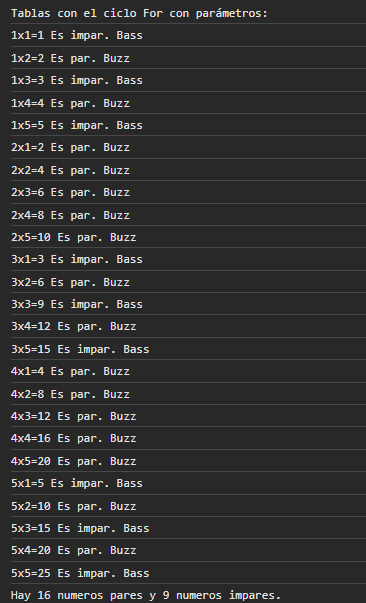 Tablas con el ciclo For con parámetros:
1x1=1 Es impar. Bass
1x2=2 Es par. Buzz
1x3=3 Es impar. Bass
1x4=4 Es par. Buzz
1x5=5 Es impar. Bass
2x1=2 Es par. Buzz
2x2=4 Es par. Buzz
2x3=6 Es par. Buzz
2x4=8 Es par. Buzz
2x5=10 Es par. Buzz
3x1=3 Es impar. Bass
3x2=6 Es par. Buzz
3x3=9 Es impar. Bass
3x4=12 Es par. Buzz
3x5=15 Es impar. Bass
4x1=4 Es par. Buzz
4x2=8 Es par. Buzz
4x3=12 Es par. Buzz
4x4=16 Es par. Buzz
4x5=20 Es par. Buzz
5x1=5 Es impar. Bass
5x2=10 Es par. Buzz
5x3=15 Es impar. Bass
5x4=20 Es par. Buzz
5x5=25 Es impar. Bass
Hay 16 numeros pares y 9 numeros impares.